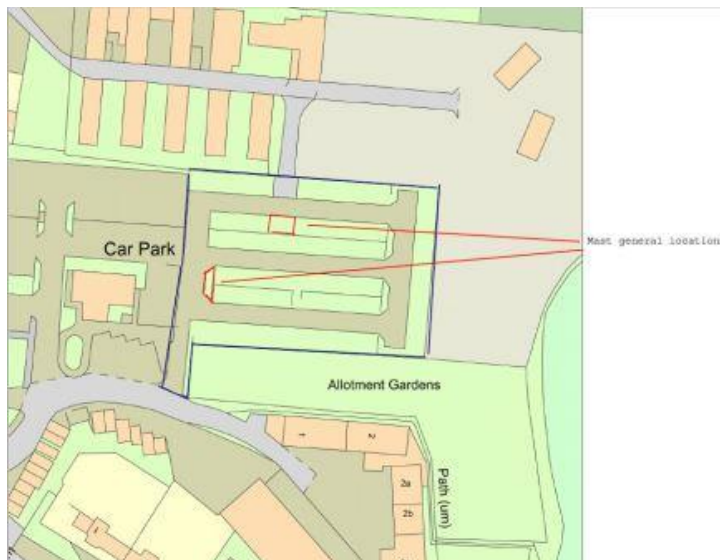 Mast general location
Car Park
Allotment Gardens
1
2
Path (um)
2a
2b